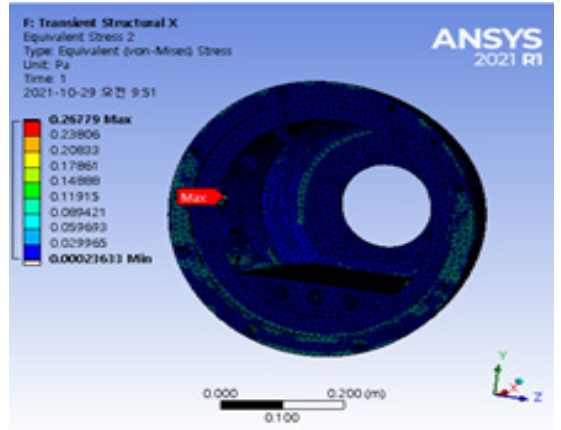 F: Transient Structural X
Equivalent Stress 2
Type: Equivalent (von-Mises) Stress
Unit: Pa
Time: 1
2021-10-29 오전 9:51
ANSYS
2021 R1
0.26779 Max
0.23806
0.20833
0.17861
0.14888
0.11915
0.089421
0.059693
0.029965
0.00023633 Min
Max
0.000
0.200 (m)
0.100
Y
X
Z